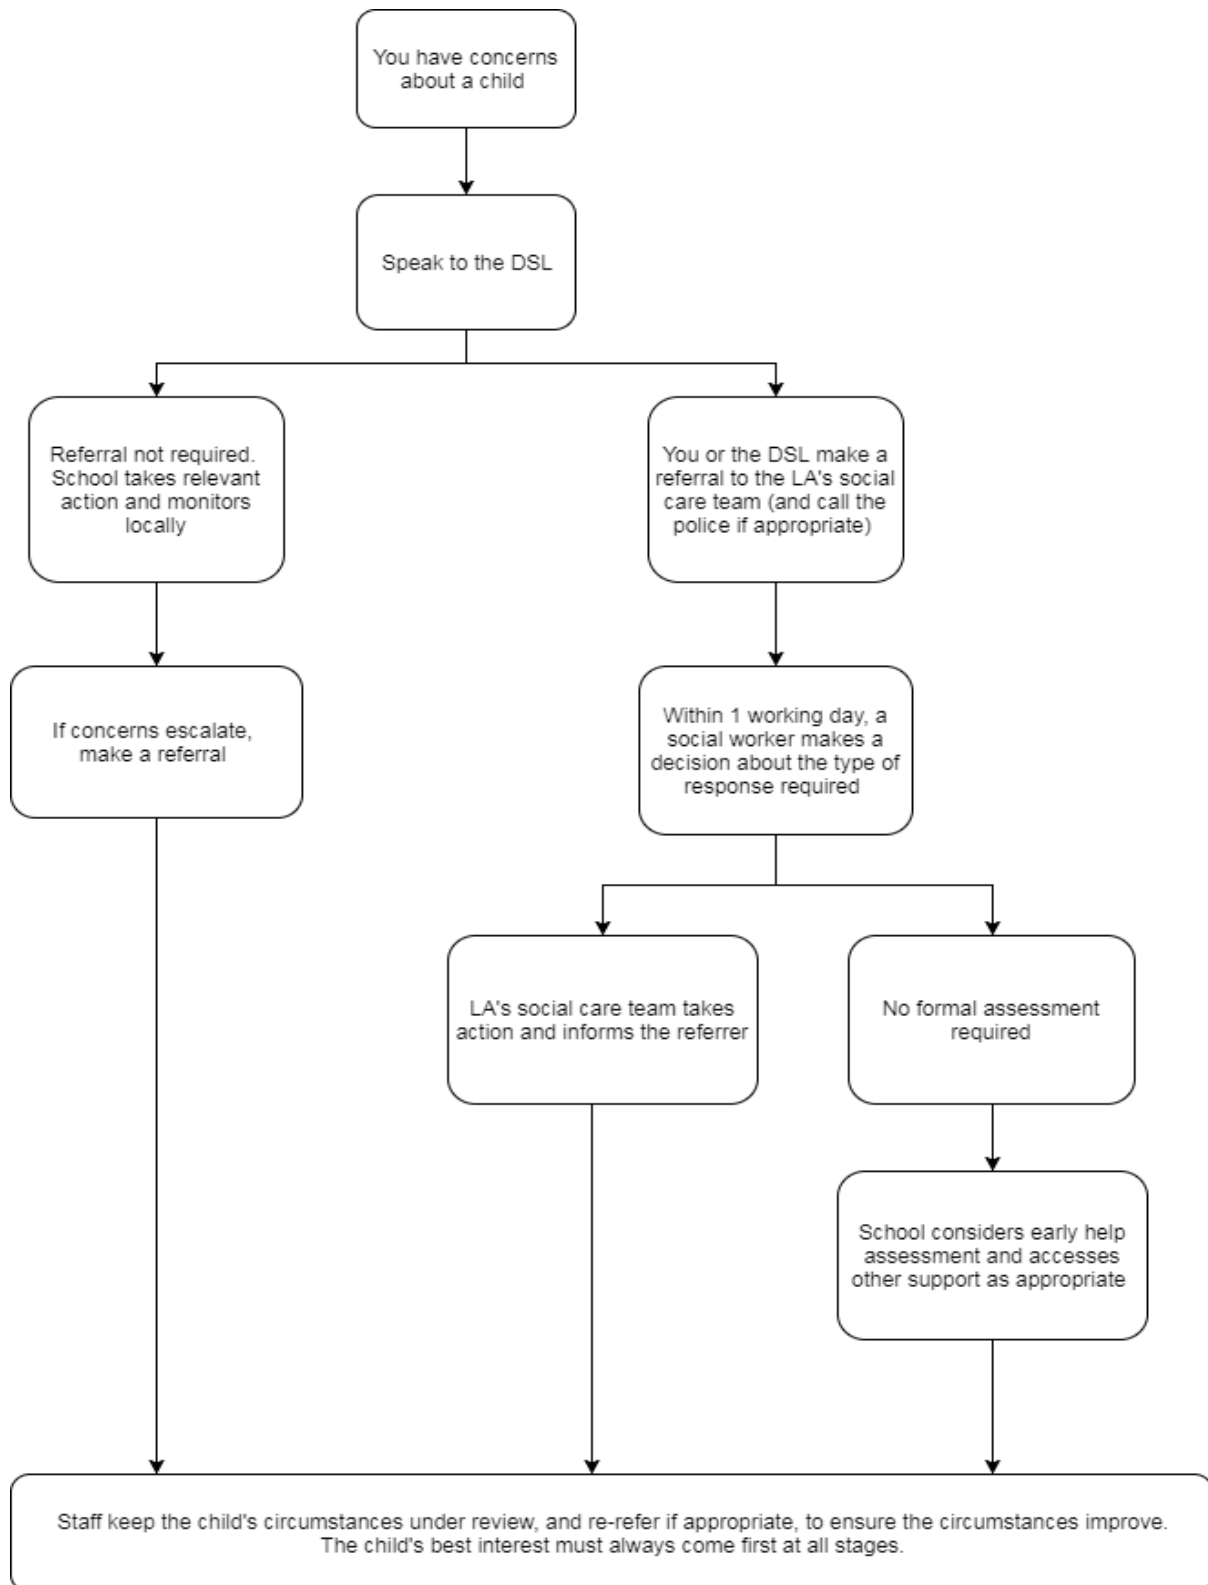 You have concerns
about a child
Speak to the DSL
Referral not required.
School takes relevant
action and monitors
locally
You or the DSL make a
referral to the LA's social
care team (and call the
police if appropriate)
If concerns escalate,
make a referral
Within 1 working day, a
social worker makes a
decision about the type of
response required
LA's social care team takes
action and informs the referrer
No formal assessment
required
School considers early help
assessment and accesses
other support as appropriate
Staff keep the child's circumstances under review, and re-refer if appropriate, to ensure the circumstances improve.
The child's best interest must always come first at all stages.